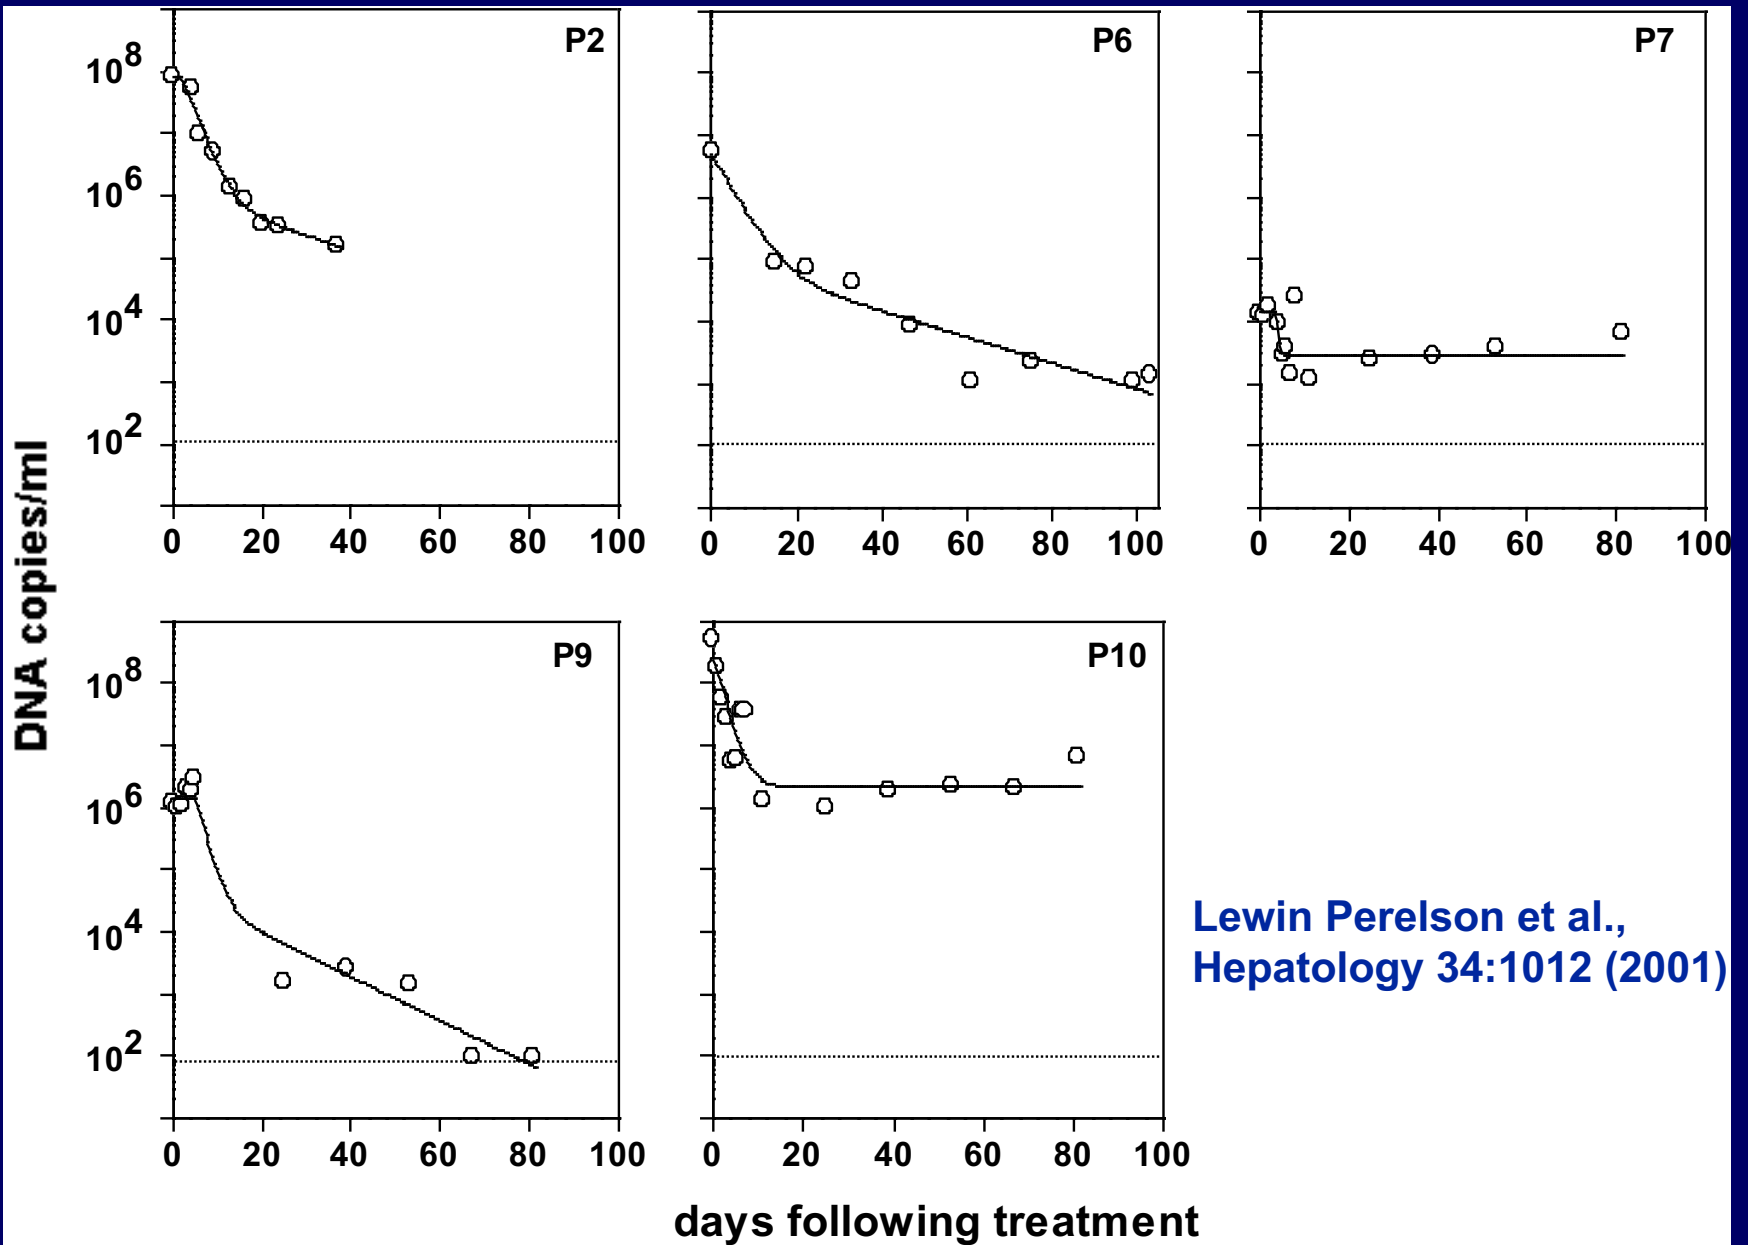 P2
P6
P7
10^8
10^6
10^4
10^2
0 20 40 60 80 100
0 20 40 60 80 100
0 20 40 60 80 100
DNA copies/ml
P9
P10
10^8
10^6
10^4
10^2
Lewin Perelson et al.,
Hepatology 34:1012 (2001)
0 20 40 60 80 100
0 20 40 60 80 100
days following treatment